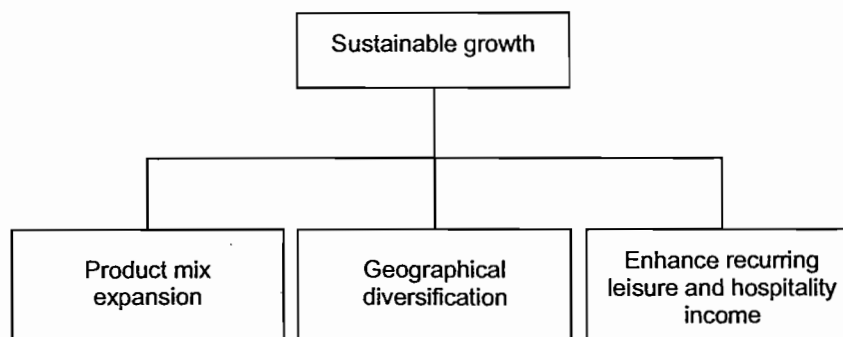 Sustainable growth
Product mix
expansion
Geographical
diversification
Enhance recurring
leisure and hospitality
income